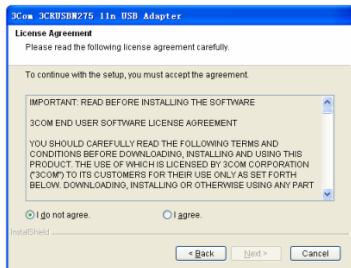 3Com 3CRUSBN275 11n USB Adapter
License Agreement
Please read the following license agreement carefully.
To continue with the setup, you must accept the agreement.
IMPORTANT: READ BEFORE INSTALLING THE SOFTWARE
3COM END USER SOFTWARE LICENSE AGREEMENT
YOU SHOULD CAREFULLY READ THE FOLLOWING TERMS AND
CONDITIONS BEFORE DOWNLOADING, INSTALLING AND USING THIS
PRODUCT. THE USE OF WHICH IS LICENSED BY 3COM CORPORATION
("3COM") TO ITS CUSTOMERS FOR THEIR USE ONLY AS SET FORTH
BELOW. DOWNLOADING, INSTALLING OR OTHERWISE USING ANY PART
I do not agree. I agree.
InstallShield
< Back Next > Cancel